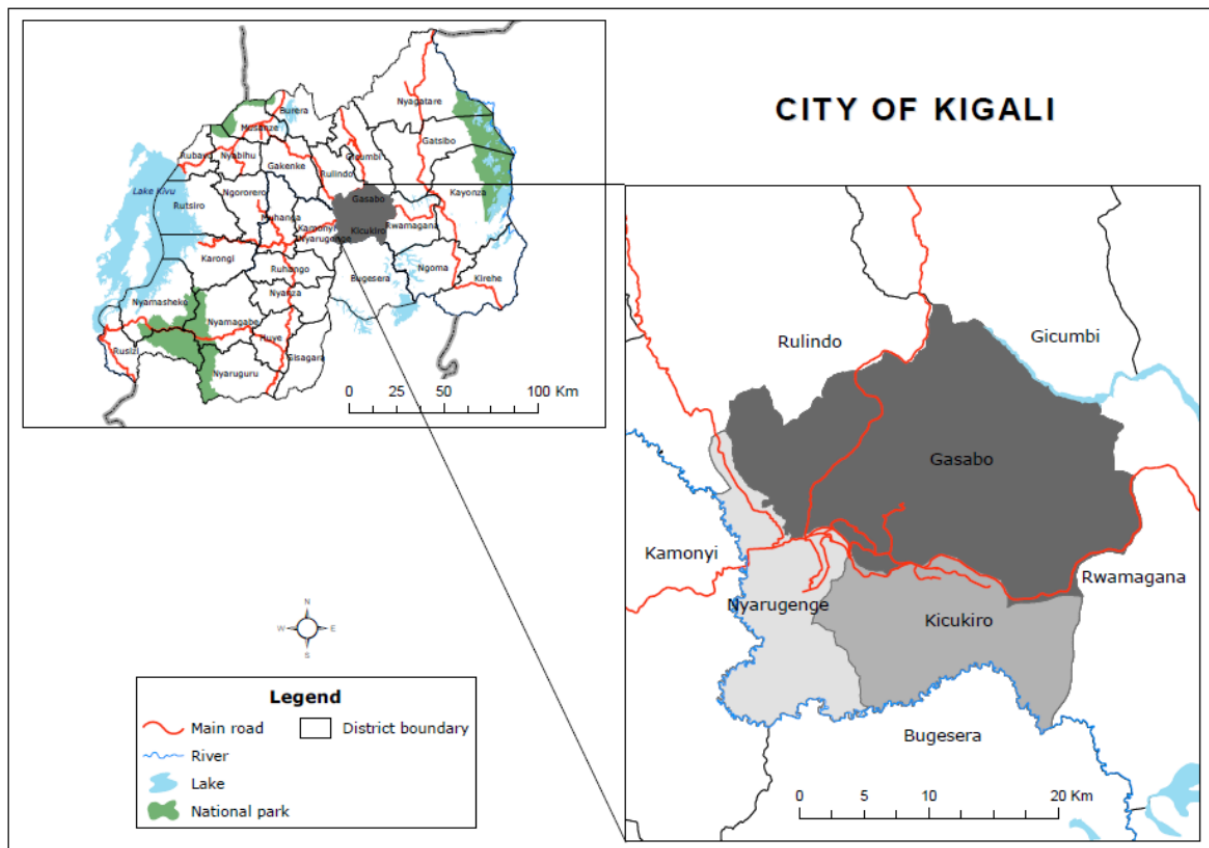 CITY OF KIGALI
Burera
Nyagatare
Musanze
Gatsibo
Rubavu
Nyabihu
Gicumbi
Gakenke
Rulindo
Kayonza
Lake Kivu
Ngororero
Gasabo
Rutsiro
Muhanga
Kamonyi
Kicukiro
Rwamagana
Nyarugenge
Karongi
Ruhango
Bugesera
Ngoma
Kirehe
Nyamasheke
Nyanza
Nyamagabe
Huye
Rusizi
Gisagara
Nyaruguru
0 25 50 100 Km
Rulindo
Gicumbi
Gasabo
Kamonyi
Rwamagana
Nyarugenge
Kicukiro
Bugesera
0 5 10 20 Km
N
W E
S
Legend
Main road
District boundary
River
Lake
National park